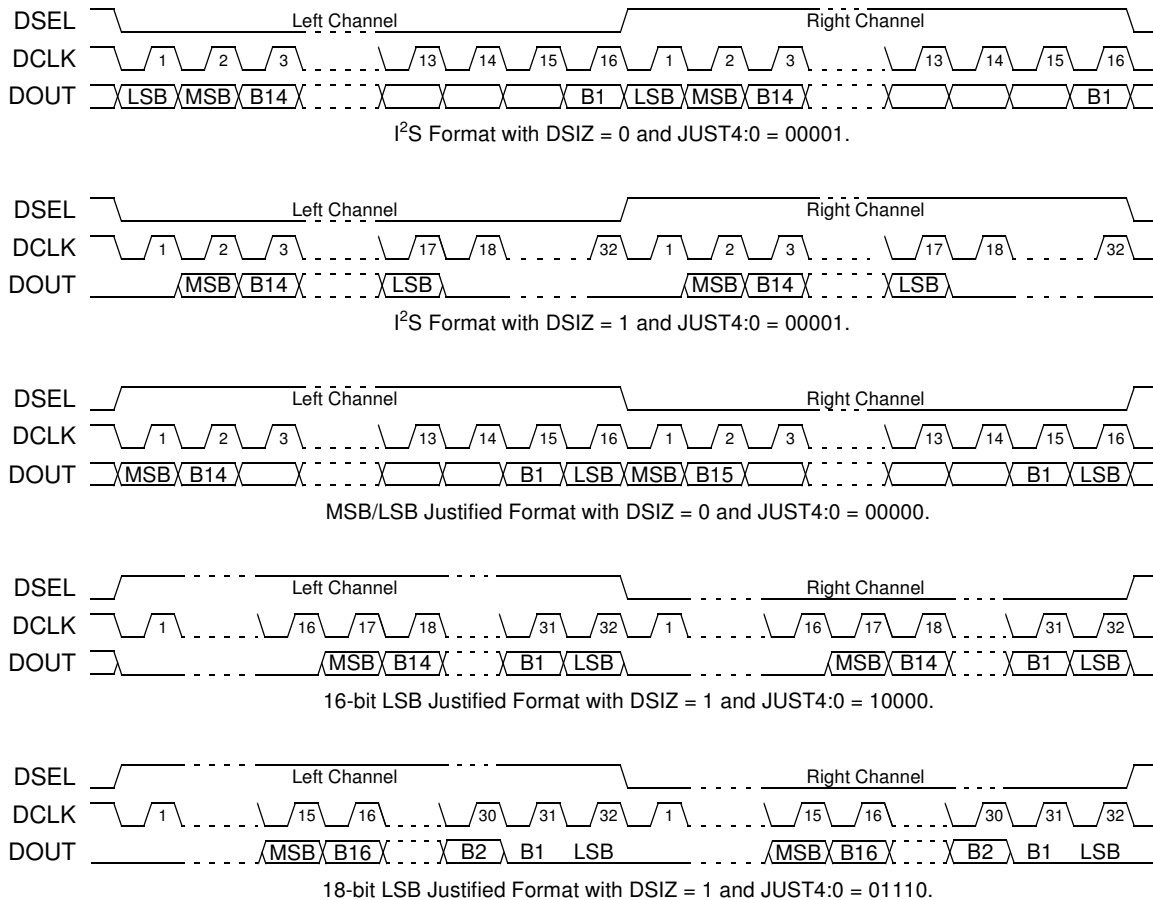 DSEL Left Channel Right Channel
DCLK 1 2 3 13 14 15 16 1 2 3 13 14 15 16
DOUT LSB MSB B14 B1 LSB MSB B14 B1
I²S Format with DSIZ = 0 and JUST4:0 = 00001.
DSEL Left Channel Right Channel
DCLK 1 2 3 17 18 32 1 2 3 17 18 32
DOUT MSB B14 LSB MSB B14 LSB
I²S Format with DSIZ = 1 and JUST4:0 = 00001.
DSEL Left Channel Right Channel
DCLK 1 2 3 13 14 15 16 1 2 3 13 14 15 16
DOUT MSB B14 B1 LSB MSB B15 B1 LSB
MSB/LSB Justified Format with DSIZ = 0 and JUST4:0 = 00000.
DSEL Left Channel Right Channel
DCLK 1 16 17 18 31 32 1 16 17 18 31 32
DOUT MSB B14 B1 LSB MSB B14 B1 LSB
16-bit LSB Justified Format with DSIZ = 1 and JUST4:0 = 10000.
DSEL Left Channel Right Channel
DCLK 1 15 16 30 31 32 1 15 16 30 31 32
DOUT MSB B16 B2 B1 LSB MSB B16 B2 B1 LSB
18-bit LSB Justified Format with DSIZ = 1 and JUST4:0 = 01110.